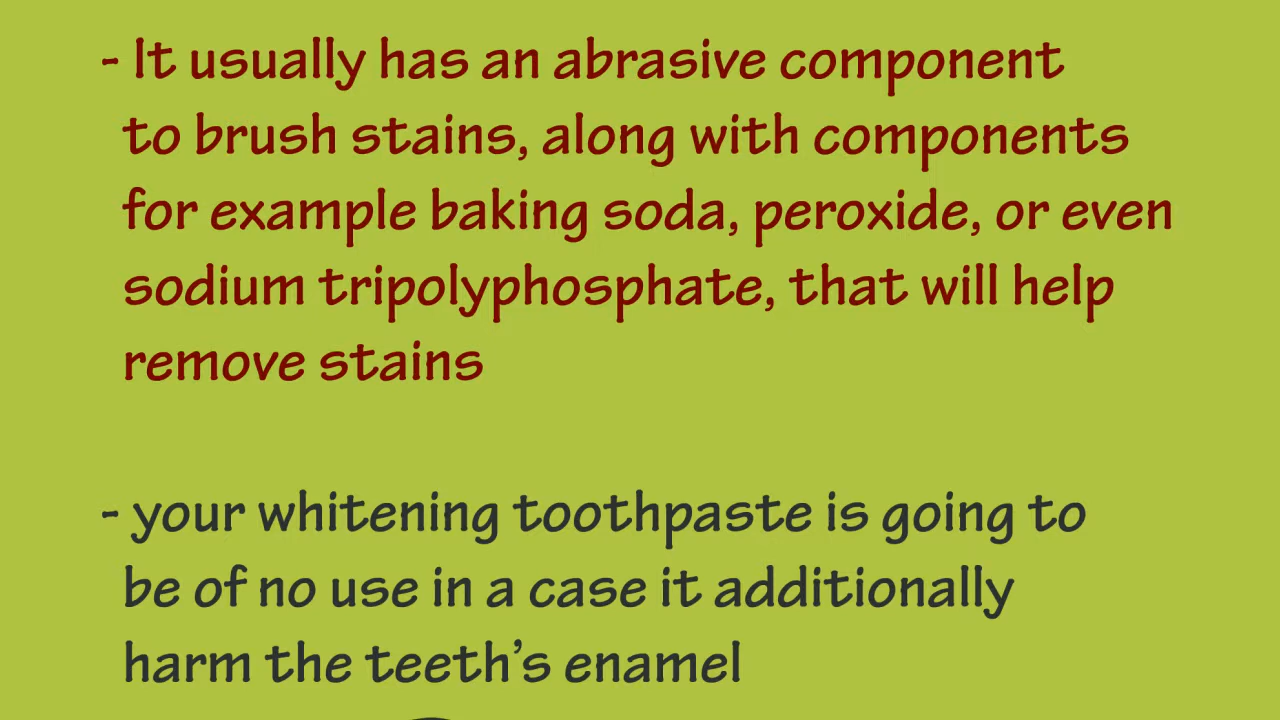 - It usually has an abrasive component
to brush stains, along with components
for example baking soda, peroxide, or even
sodium tripolyphosphate, that will help
remove stains
- your whitening toothpaste is going to
be of no use in a case it additionally
harm the teeth's enamel